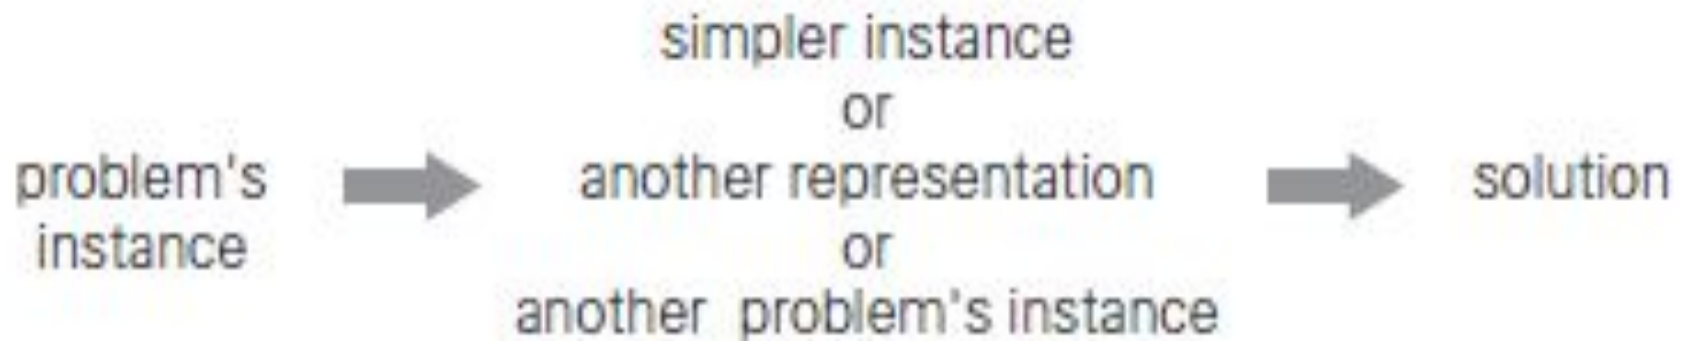 problem's
instance
simpler instance
or
another representation
or
another problem's instance
solution